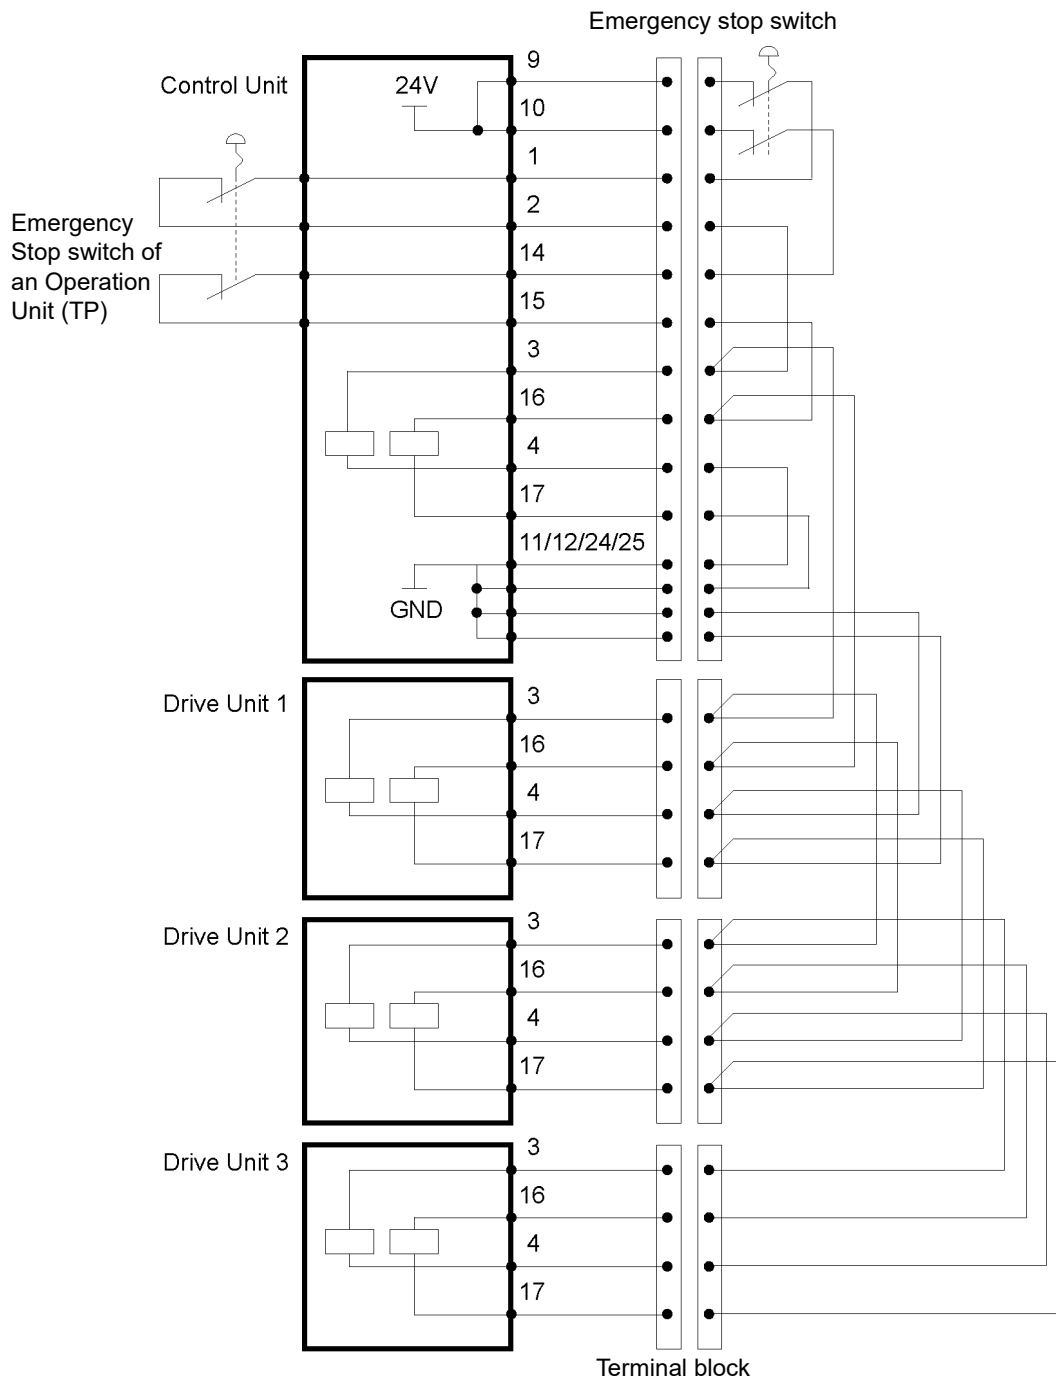 Emergency stop switch
Control Unit
24V
9
10
1
2
14
15
3
16
4
17
11/12/24/25
GND
Emergency
Stop switch of
an Operation
Unit (TP)
Drive Unit 1
3
16
4
17
Drive Unit 2
3
16
4
17
Drive Unit 3
3
16
4
17
Terminal block